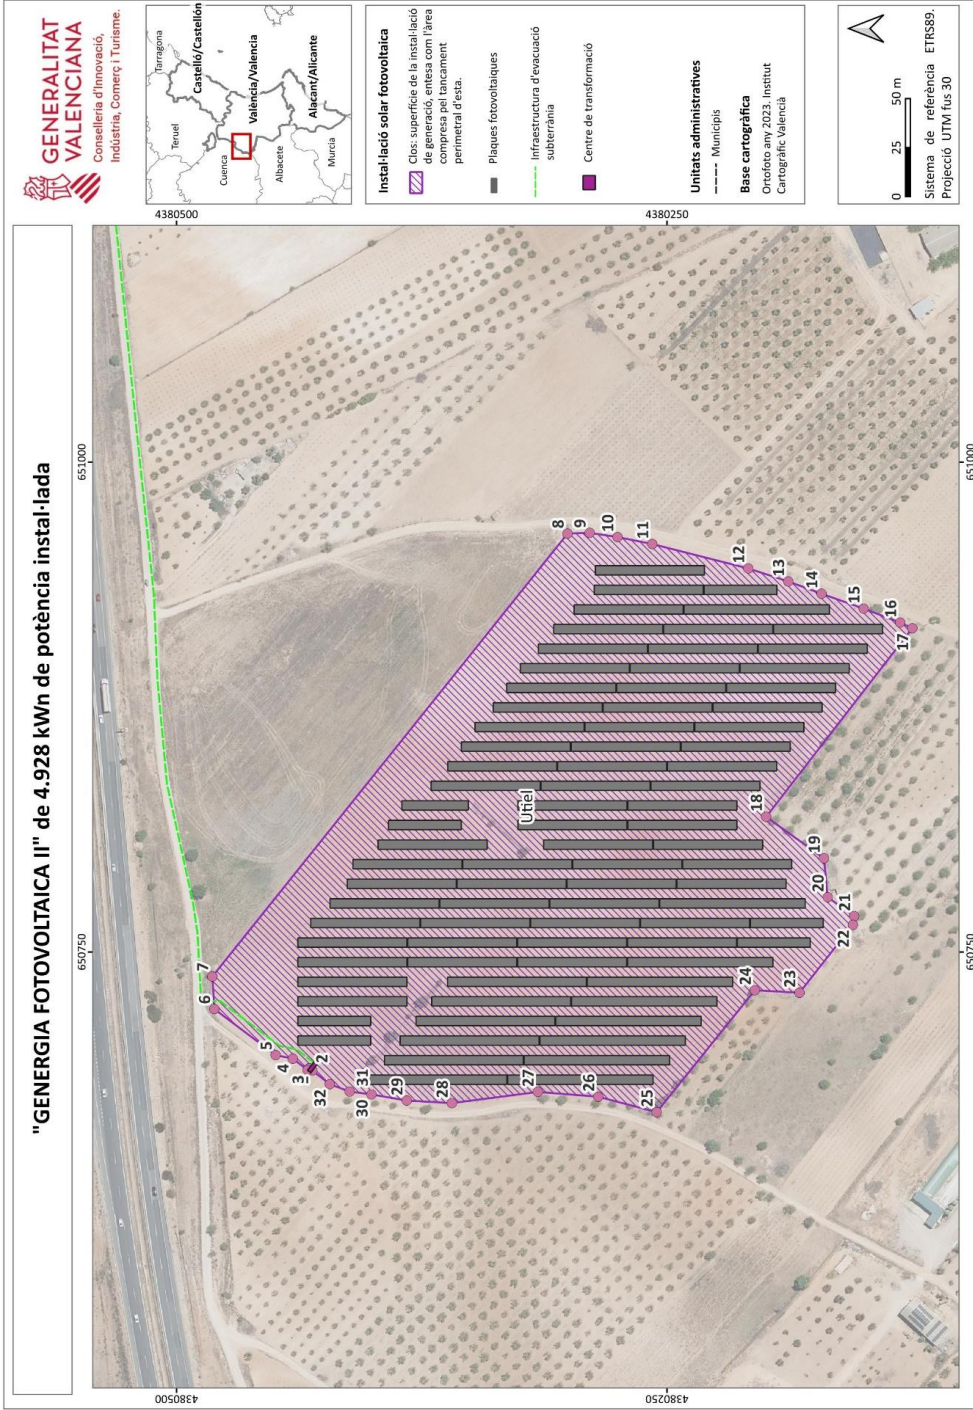 "GENERGIA FOTOVOLTAICA II" de 4.928 kWn de potència instal·lada
GENERALITAT
VALENCIANA
Conselleria d'Innovació,
Indústria, Comerç i Turisme.
Tarragona
Teruel
Castelló/Castellón
Cuenca
València/Valencia
Albacete
Alacant/Alicante
Murcia
Instal·lació solar fotovoltaica
Clos: superfície de la instal·lació
de generació, entesa com l'àrea
compresa pel tancament
perimetral d'esta.
Plaques fotovoltaiques
Infraestructura d'evacuació
subterrània
Centre de transformació
Unitats administratives
Municipis
Base cartogràfica
Ortofoto any 2023. Institut
Cartogràfic Valencià
0 25 50 m
Sistema de referència ETRS89.
Projecció UTM fus 30
650750
651000
4380500
4380500
4380250
4380250
650750
651000
Utiel
2
3
4
5
6
7
8
9
10
11
12
13
14
15
16
17
18
19
20
21
22
23
24
25
26
27
28
29
30
31
32